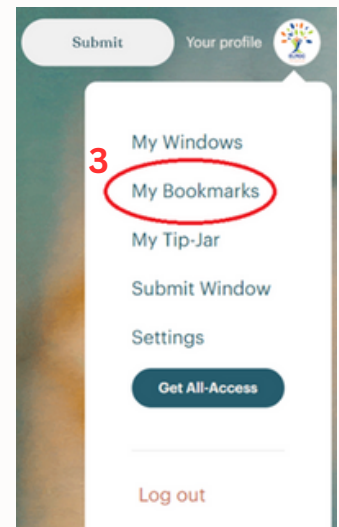 Submit Your profile
My Windows
3
My Bookmarks
My Tip-Jar
Submit Window
Settings
Get All-Access
Log out